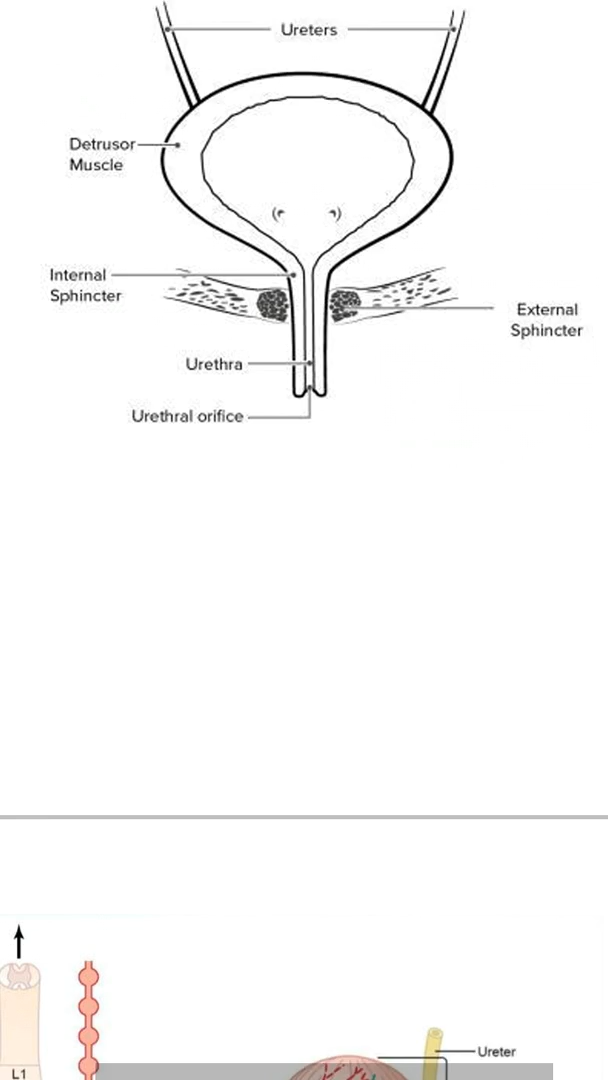 Ureters
Detrusor
Muscle
Internal
Sphincter
External
Sphincter
Urethra
Urethral orifice
Ureter
L1